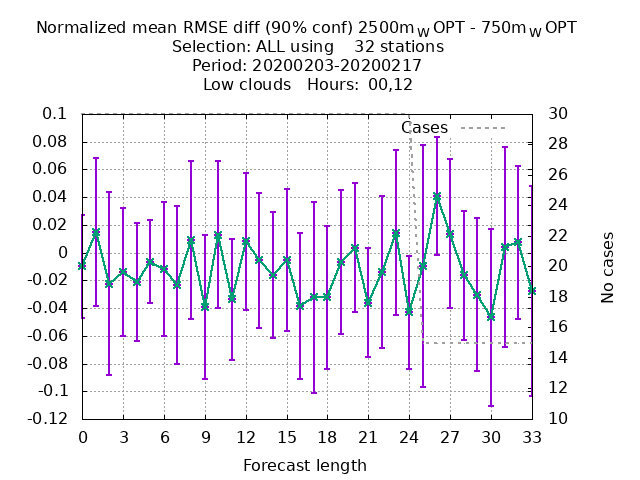 Normalized mean RMSE diff (90% conf) 2500m_W OPT - 750m_W OPT
Selection: ALL using    32 stations
Period: 20200203-20200217
Low clouds   Hours:  00,12
Cases
0.1
0.08
0.06
0.04
0.02
0
-0.02
-0.04
-0.06
-0.08
-0.1
-0.12
30
28
26
24
22
20
18
16
14
12
10
No cases
0 3 6 9 12 15 18 21 24 27 30 33
Forecast length